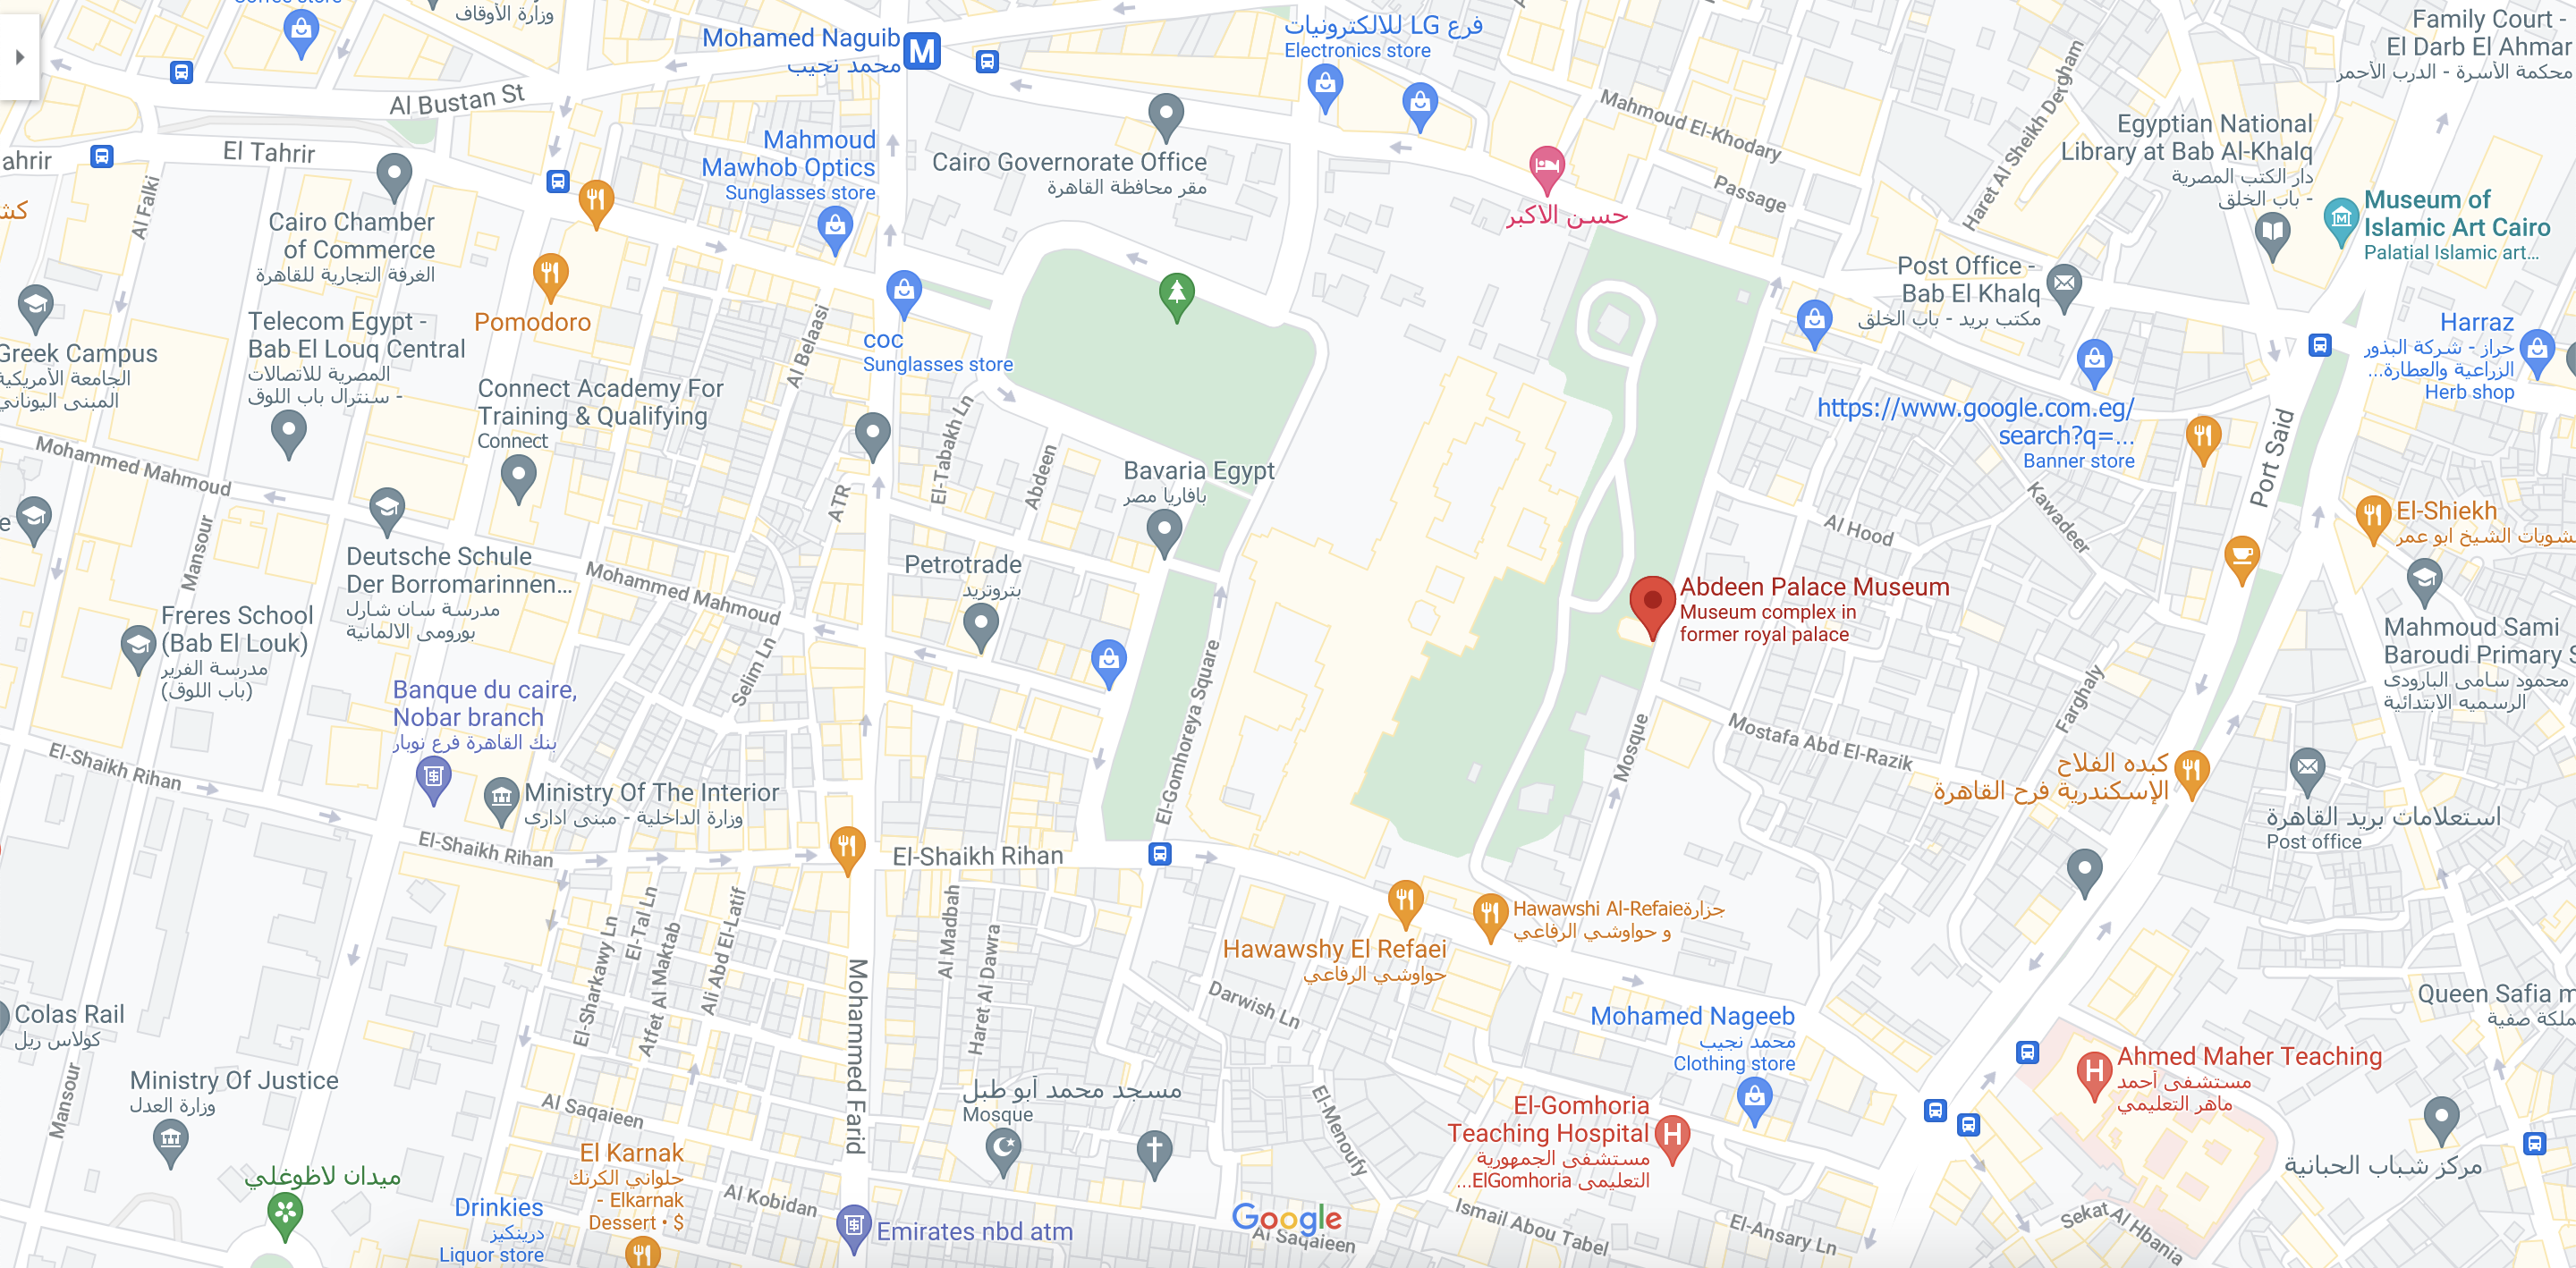 وزارة الأوقاف
Mohamed Naguib
محمد نجيب
M
فرع LG للالكترونيات
Electronics store
Family Court -
El Darb El Ahmar
محكمة الأسرة - الدرب الأحمر
Al Bustan St
El Tahrir
ahrir
Al Falki
كش
Mahmoud
Mawhob Optics
Sunglasses store
Cairo Governorate Office
مقر محافظة القاهرة
Mahmoud El-Khodary
Passage
حسن الاكبر
Haret Al Sheikh Dergham
Egyptian National
Library at Bab Al-Khalq
دار الكتب المصرية
- باب الخلق
Museum of
Islamic Art Cairo
Palatial Islamic art...
Cairo Chamber
of Commerce
الغرفة التجارية للقاهرة
Pomodoro
Telecom Egypt -
Bab El Louq Central
المصرية للاتصالات
- سنترال باب اللوق
Greek Campus
الجامعة الأمريكية
المبنى اليوناني
Al Belaasi
coc
Sunglasses store
Post Office -
Bab El Khalq
مكتب بريد - باب الخلق
Harraz
حراز - شركة البذور
الزراعية والعطارة...
Herb shop
Connect Academy For
Training & Qualifying
Connect
ATR
El-Tabakh Ln
Abdeen
Bavaria Egypt
بافاريا مصر
https://www.google.com.eg/
search?q=...
Banner store
Port Said
Kawadeer
Al Hood
El-Shiekh
مشويات الشيخ ابو عمر
Mohammed Mahmoud
Mansour
Deutsche Schule
Der Borromarinnen...
مدرسة سان شارل
بورومى الالمانية
Mohammed Mahmoud
Petrotrade
بتروتريد
Abdeen Palace Museum
Museum complex in
former royal palace
Freres School
(Bab El Louk)
مدرسة الفرير
(باب اللوق)
Selim Ln
El-Gomhoreya Square
Mahmoud Sami
Baroudi Primary S
محمود سامى البارودى
الرسميه الابتدائية
Banque du caire,
Nobar branch
بنك القاهرة فرع نوبار
El-Shaikh Rihan
Mosque
Mostafa Abd El-Razik
Farghaly
كبده الفلاح
الإسكندرية فرح القاهرة
Ministry Of The Interior
وزارة الداخلية - مبنى ادارى
El-Shaikh Rihan
El-Shaikh Rihan
استعلامات بريد القاهرة
Post office
Hawawshy El Refaei
حواوشي الرفاعي
Hawawshi Al-Refaieجزارة
و حواوشي الرفاعي
El-Sharkawy Ln
El-Tal Ln
Atfet Al Maktab
Ali Abd El-Latif
Al Madbah
Haret Al Dawra
Mohammed Farid
Darwish Ln
El-Menoufy
Colas Rail
كولاس ريل
Mansour
Ministry Of Justice
وزارة العدل
ميدان لاظوغلي
Al Saqaieen
El Karnak
حلواني الكرنك
- Elkarnak
Dessert • $
Drinkies
درينكيز
Liquor store
Al Kobidan
Emirates nbd atm
مسجد محمد أبو طبل
Mosque
Mohamed Nageeb
محمد نجيب
Clothing store
El-Gomhoria
Teaching Hospital
مستشفى الجمهورية
التعليمى ElGomhoria...
H
Ahmed Maher Teaching
مستشفى أحمد
ماهر التعليمي
H
Queen Safia m
ملكة صفية
مركز شباب الحبانية
Sekat Al Hbania
Google
Al Saqaieen
Ismail Abou Tabel
El-Ansary Ln